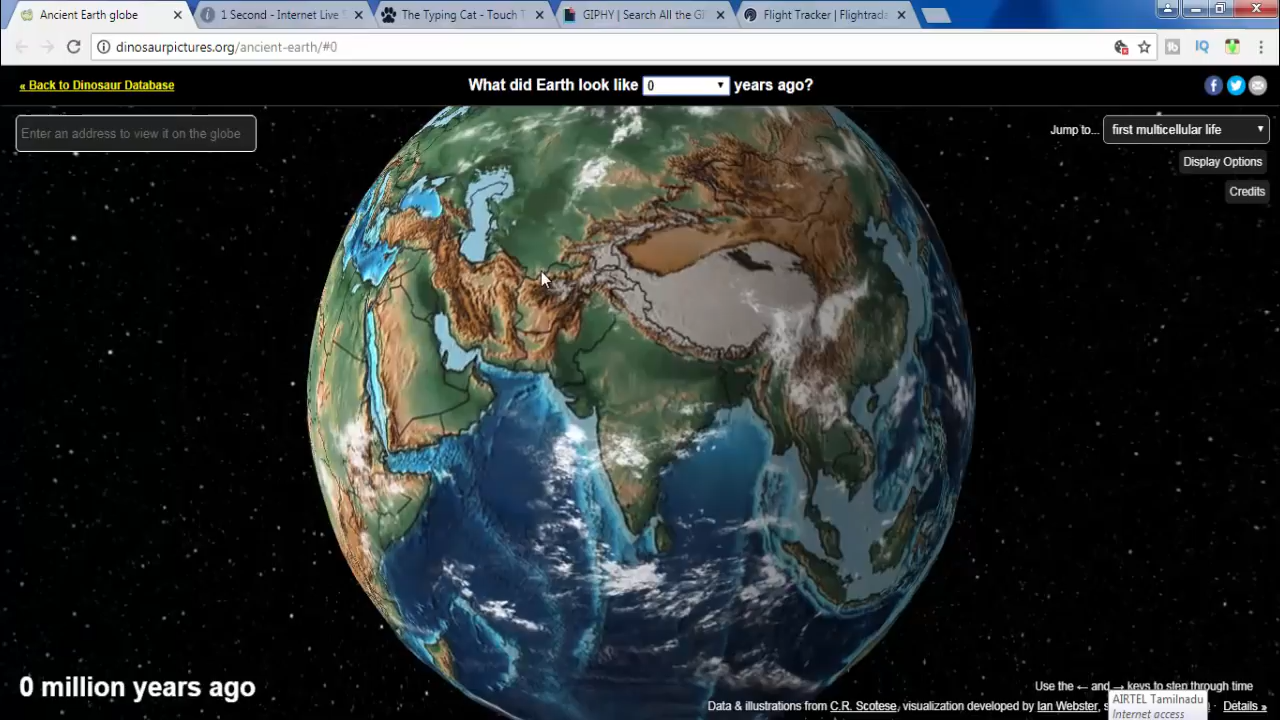 Ancient Earth globe
1 Second - Internet Live S
The Typing Cat - Touch T
GIPHY | Search All the GI
Flight Tracker | Flightrada
dinosaurpictures.org/ancient-earth/#0
« Back to Dinosaur Database
What did Earth look like 0 years ago?
Enter an address to view it on the globe
Jump to... first multicellular life
Display Options
Credits
0 million years ago
Use the ← and → keys to step through time
AIRTEL Tamilnadu
Internet access
Data & illustrations from C.R. Scotese, visualization developed by Ian Webster, Details »